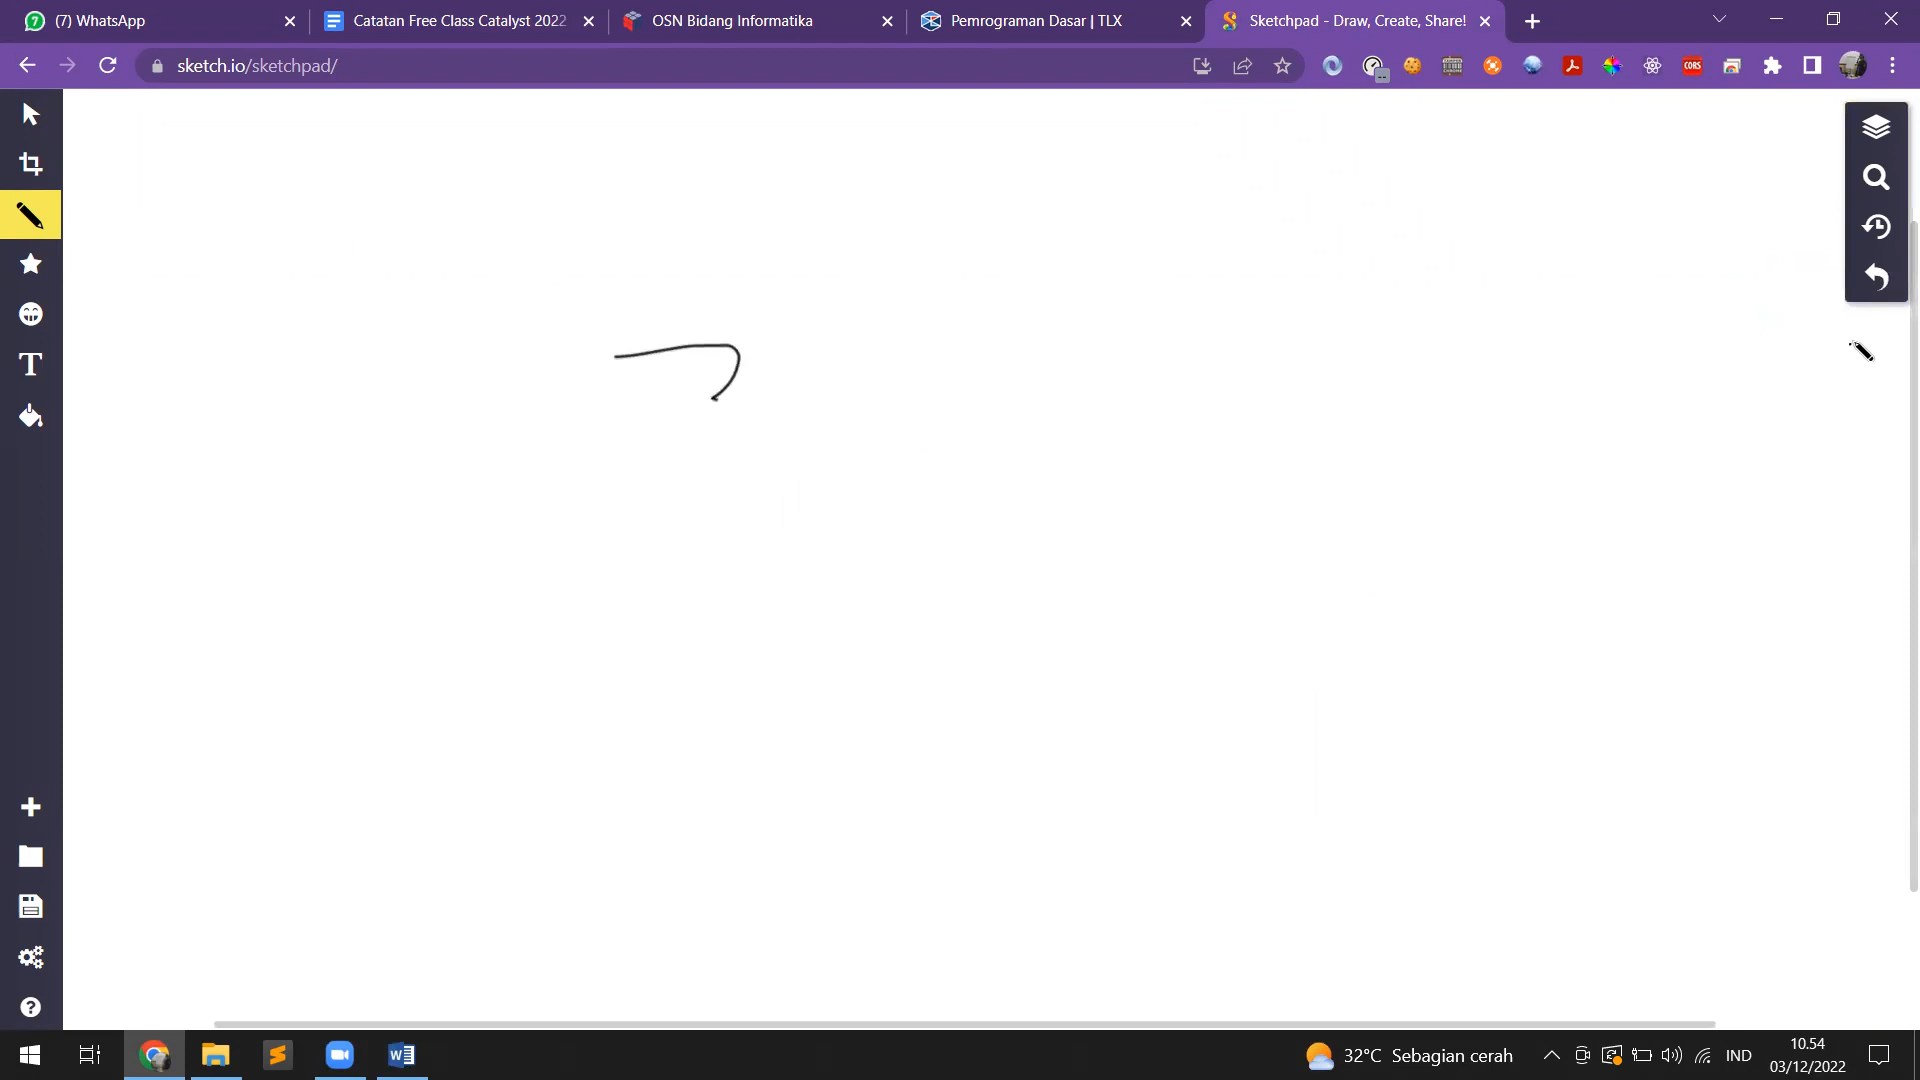 (7) WhatsApp
Catatan Free Class Catalyst 2022
OSN Bidang Informatika
Pemrograman Dasar | TLX
Sketchpad - Draw, Create, Share!
sketch.io/sketchpad/
CORS
T
32°C Sebagian cerah
IND
10.54
03/12/2022